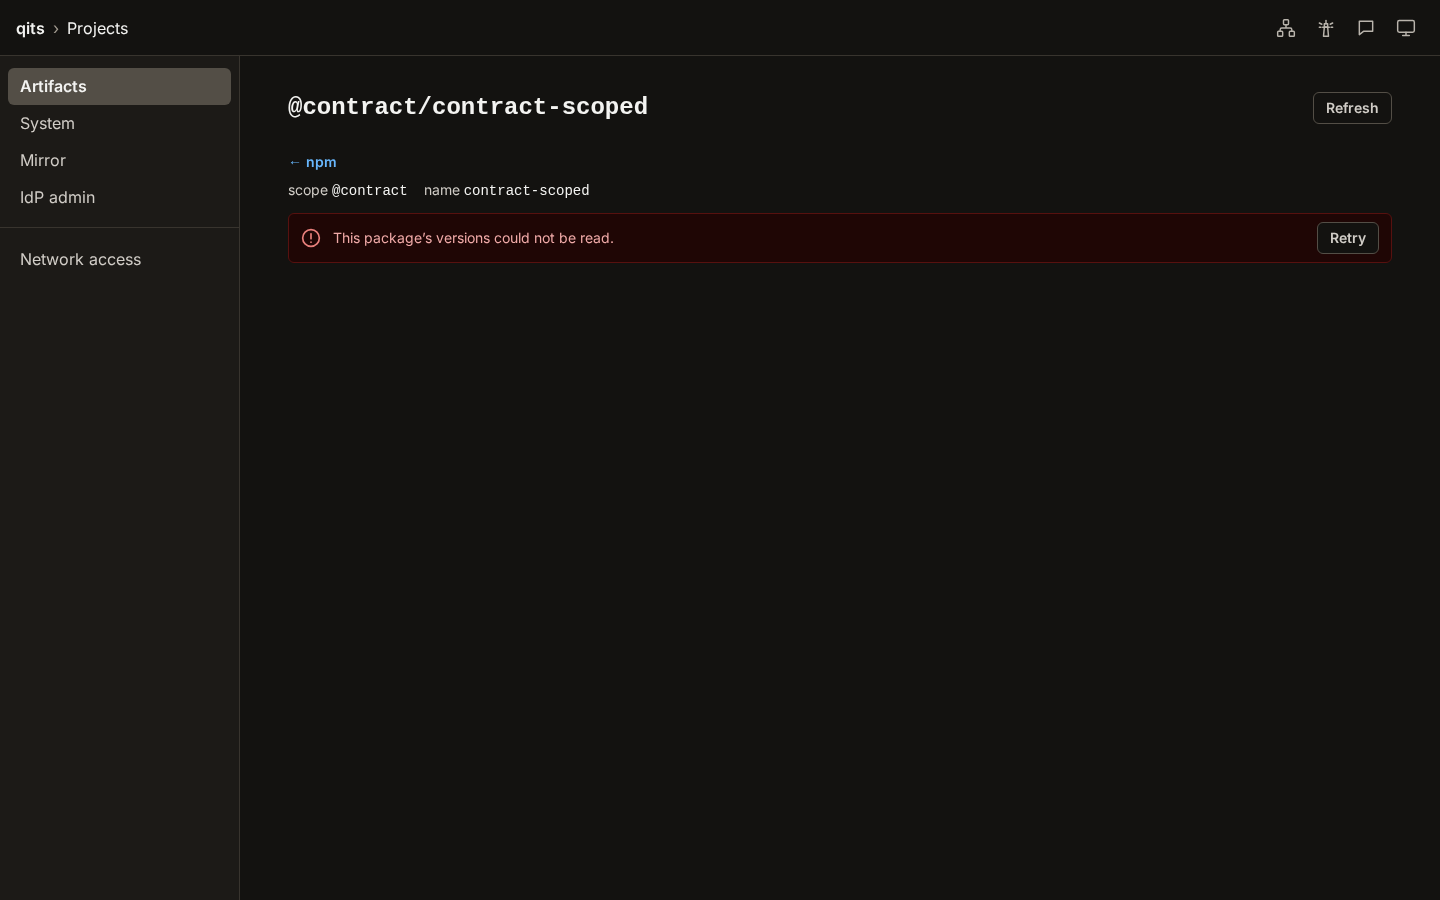 qits › Projects
Artifacts
System
Mirror
IdP admin
Network access
@contract/contract-scoped
Refresh
← npm
scope @contract name contract-scoped
This package’s versions could not be read.
Retry